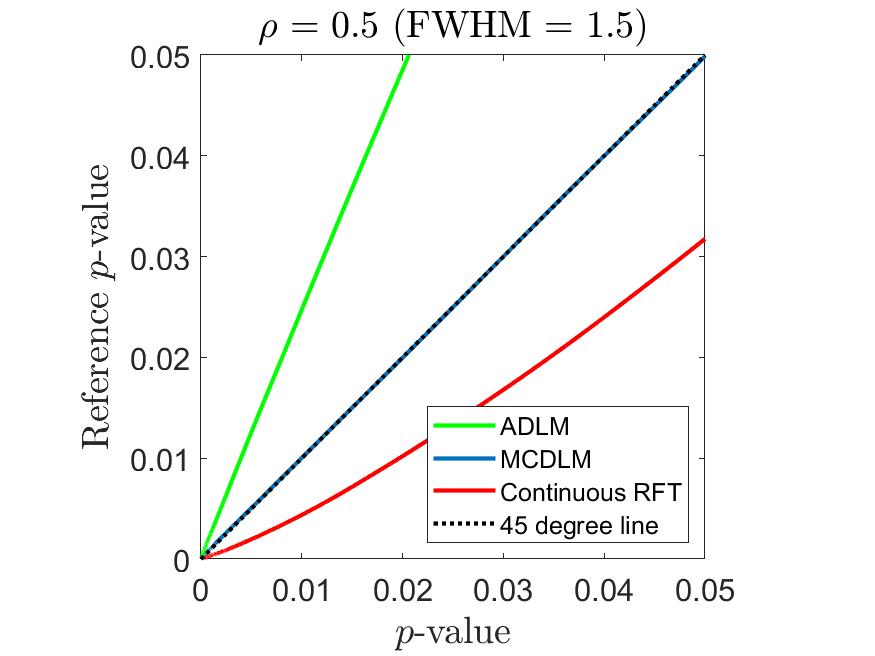 ρ = 0.5 (FWHM = 1.5)
0.05
0.04
0.03
0.02
0.01
0
Reference p-value
ADLM
MCDLM
Continuous RFT
45 degree line
0 0.01 0.02 0.03 0.04 0.05
p-value